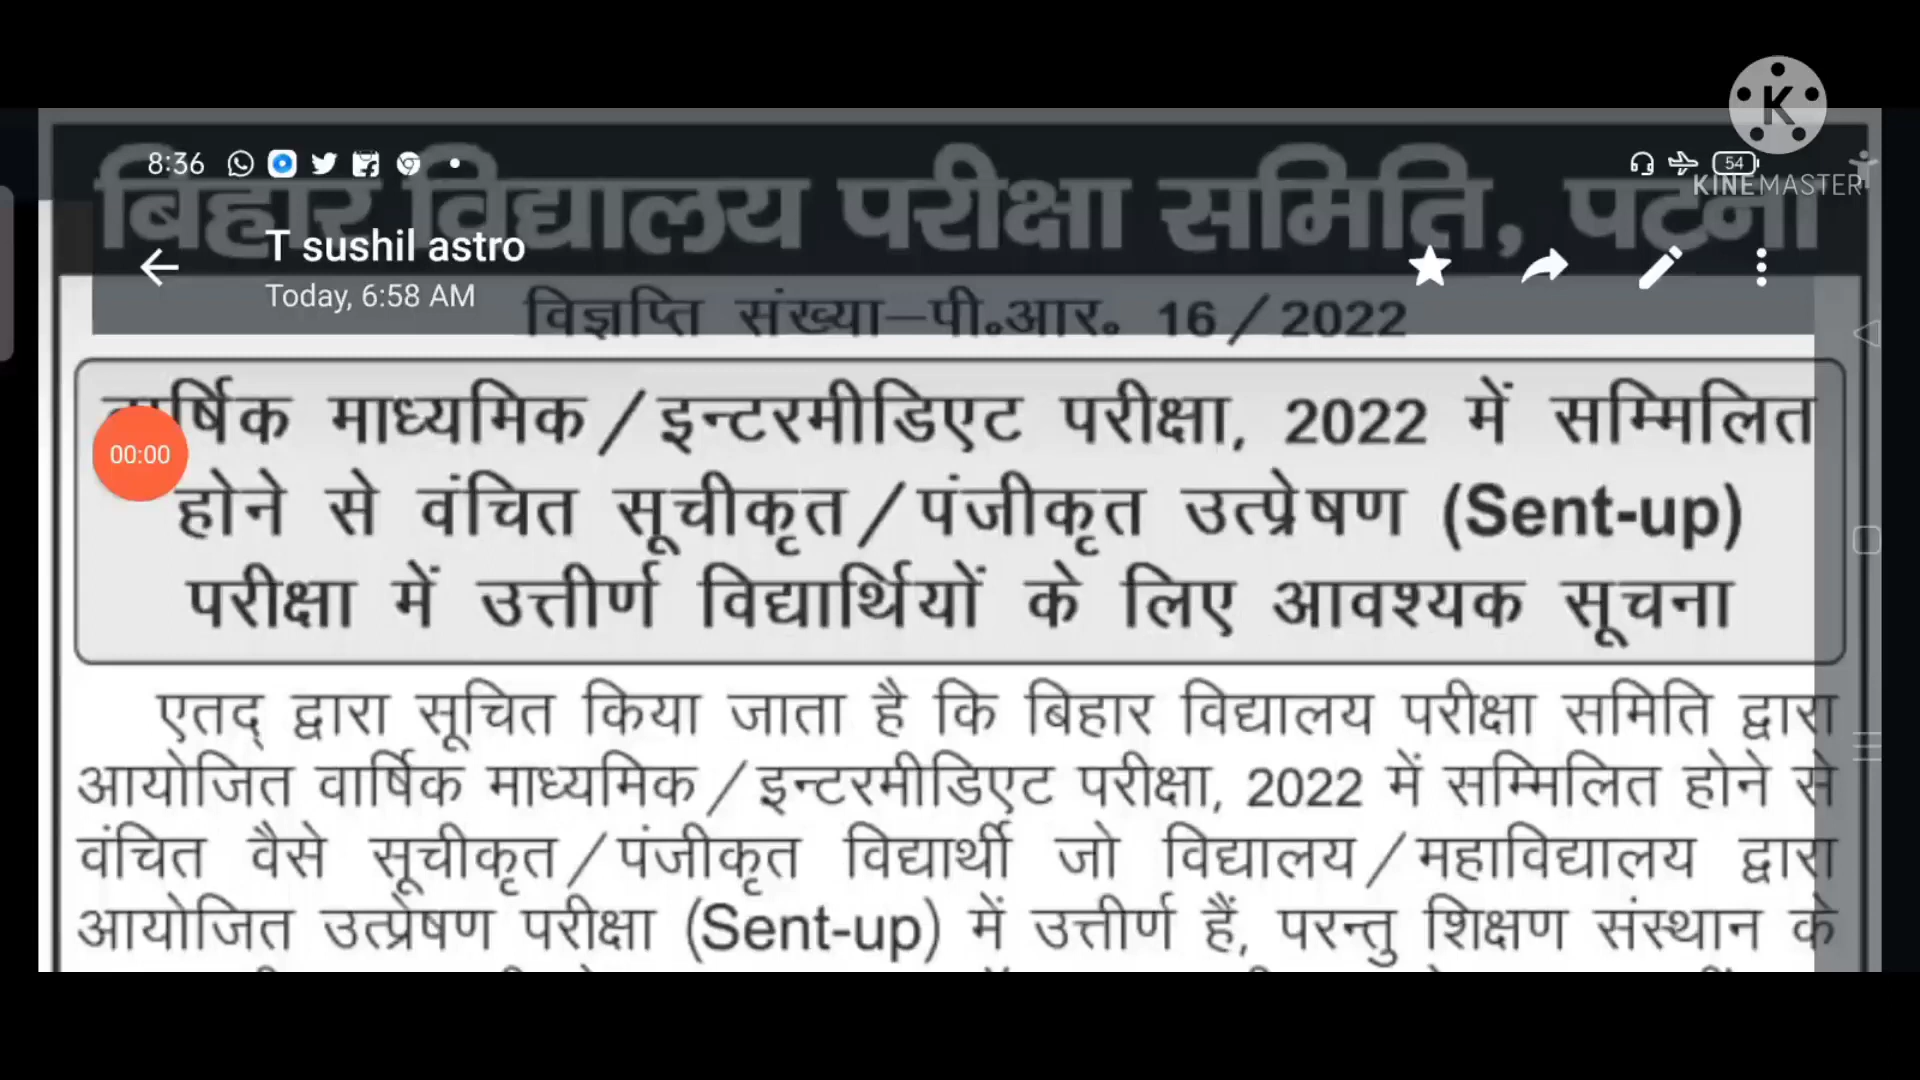 8:36
54
KINEMASTER
बिहार विद्यालय परीक्षा समिति, पटना
T sushil astro
Today, 6:58 AM
विज्ञप्ति संख्या—पी॰आर॰ 16/2022
वार्षिक माध्यमिक/इन्टरमीडिएट परीक्षा, 2022 में सम्मिलित
00:00
होने से वंचित सूचीकृत/पंजीकृत उत्प्रेषण (Sent-up)
परीक्षा में उत्तीर्ण विद्यार्थियों के लिए आवश्यक सूचना
एतद् द्वारा सूचित किया जाता है कि बिहार विद्यालय परीक्षा समिति द्वारा
आयोजित वार्षिक माध्यमिक/इन्टरमीडिएट परीक्षा, 2022 में सम्मिलित होने से
वंचित वैसे सूचीकृत/पंजीकृत विद्यार्थी जो विद्यालय/महाविद्यालय द्वारा
आयोजित उत्प्रेषण परीक्षा (Sent-up) में उत्तीर्ण हैं, परन्तु शिक्षण संस्थान के